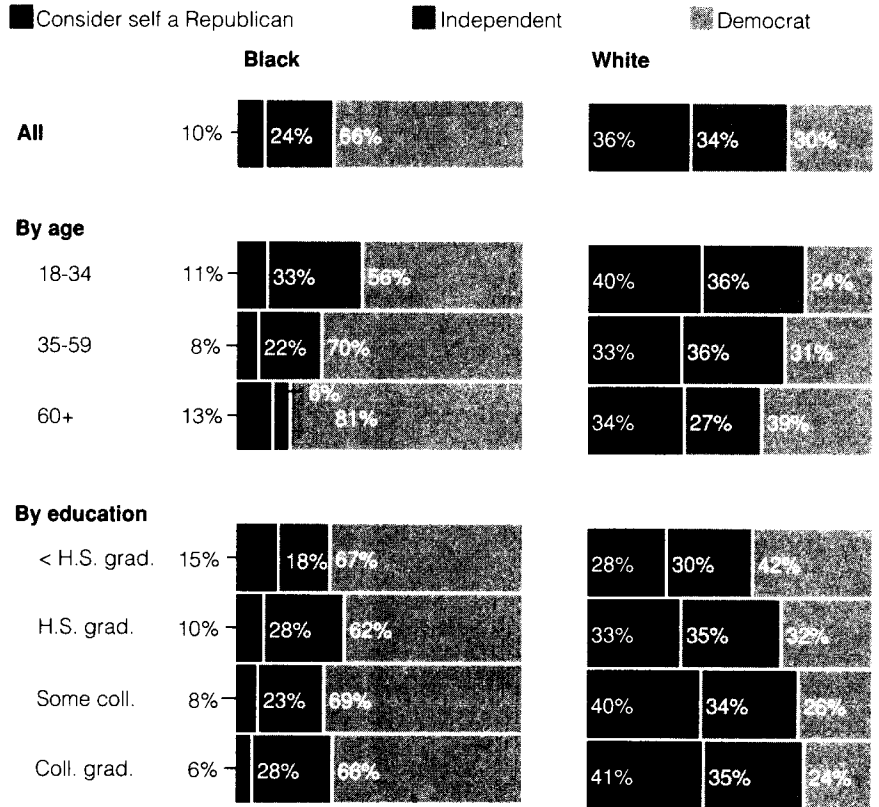 Consider self a Republican Independent Democrat
Black White
All 10% 24% 66% 36% 34% 30%
By age
18-34 11% 33% 56% 40% 36% 24%
35-59 8% 22% 70% 33% 36% 31%
60+ 13% 6% 81% 34% 27% 39%
By education
< H.S. grad. 15% 18% 67% 28% 30% 42%
H.S. grad. 10% 28% 62% 33% 35% 32%
Some coll. 8% 23% 69% 40% 34% 26%
Coll. grad. 6% 28% 66% 41% 35% 24%